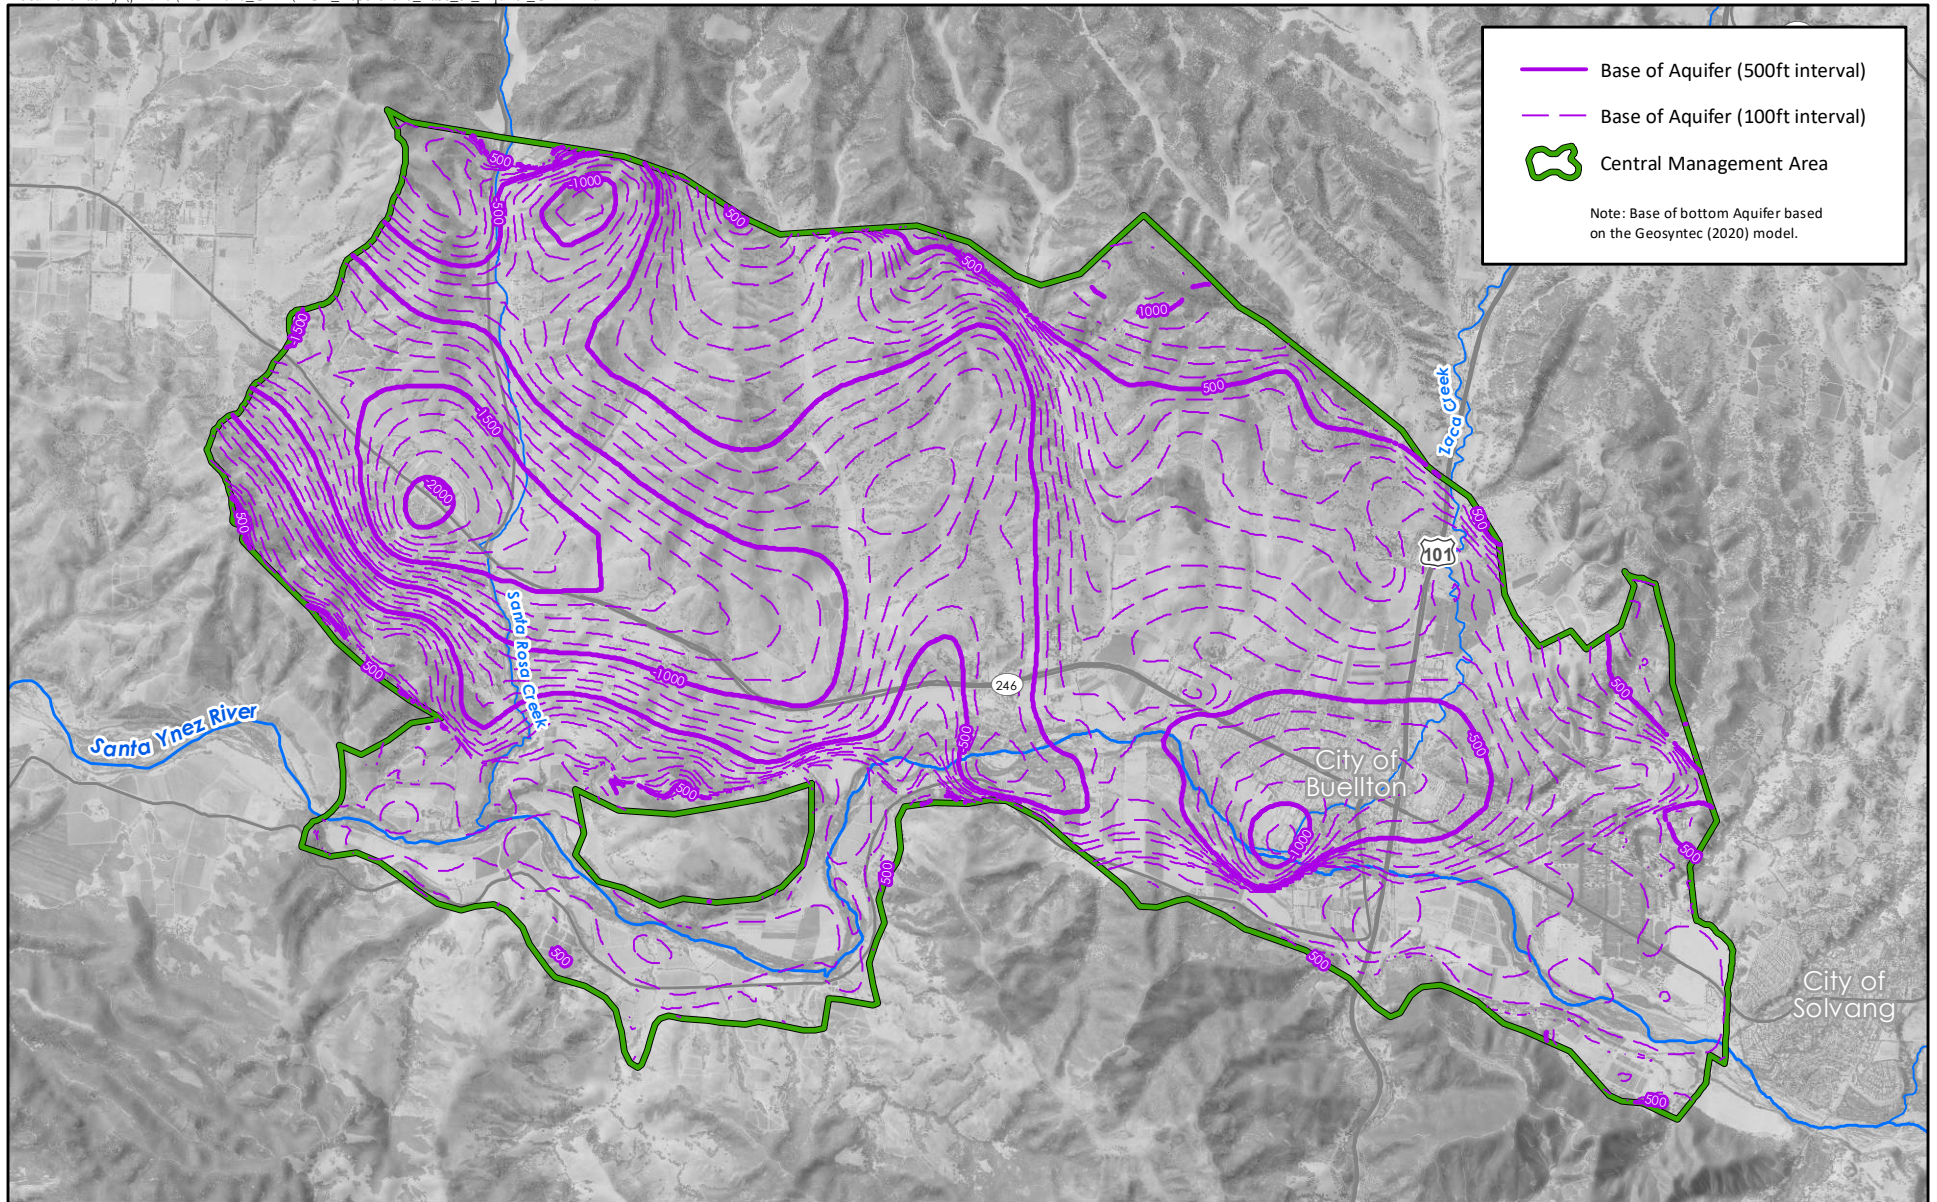 Base of Aquifer (500ft interval)
Base of Aquifer (100ft interval)
Central Management Area
Note: Base of bottom Aquifer based
on the Geosyntec (2020) model.
500
-1000
500
500
500
1000
-1500
500
Zaca Creek
-1500
-2000
500
500
101
Santa Rosa Creek
500
-1000
246
500
Santa Ynez River
-500
-500
City of
Buellton
500
-1000
500
500
500
500
City of
Solvang
-500